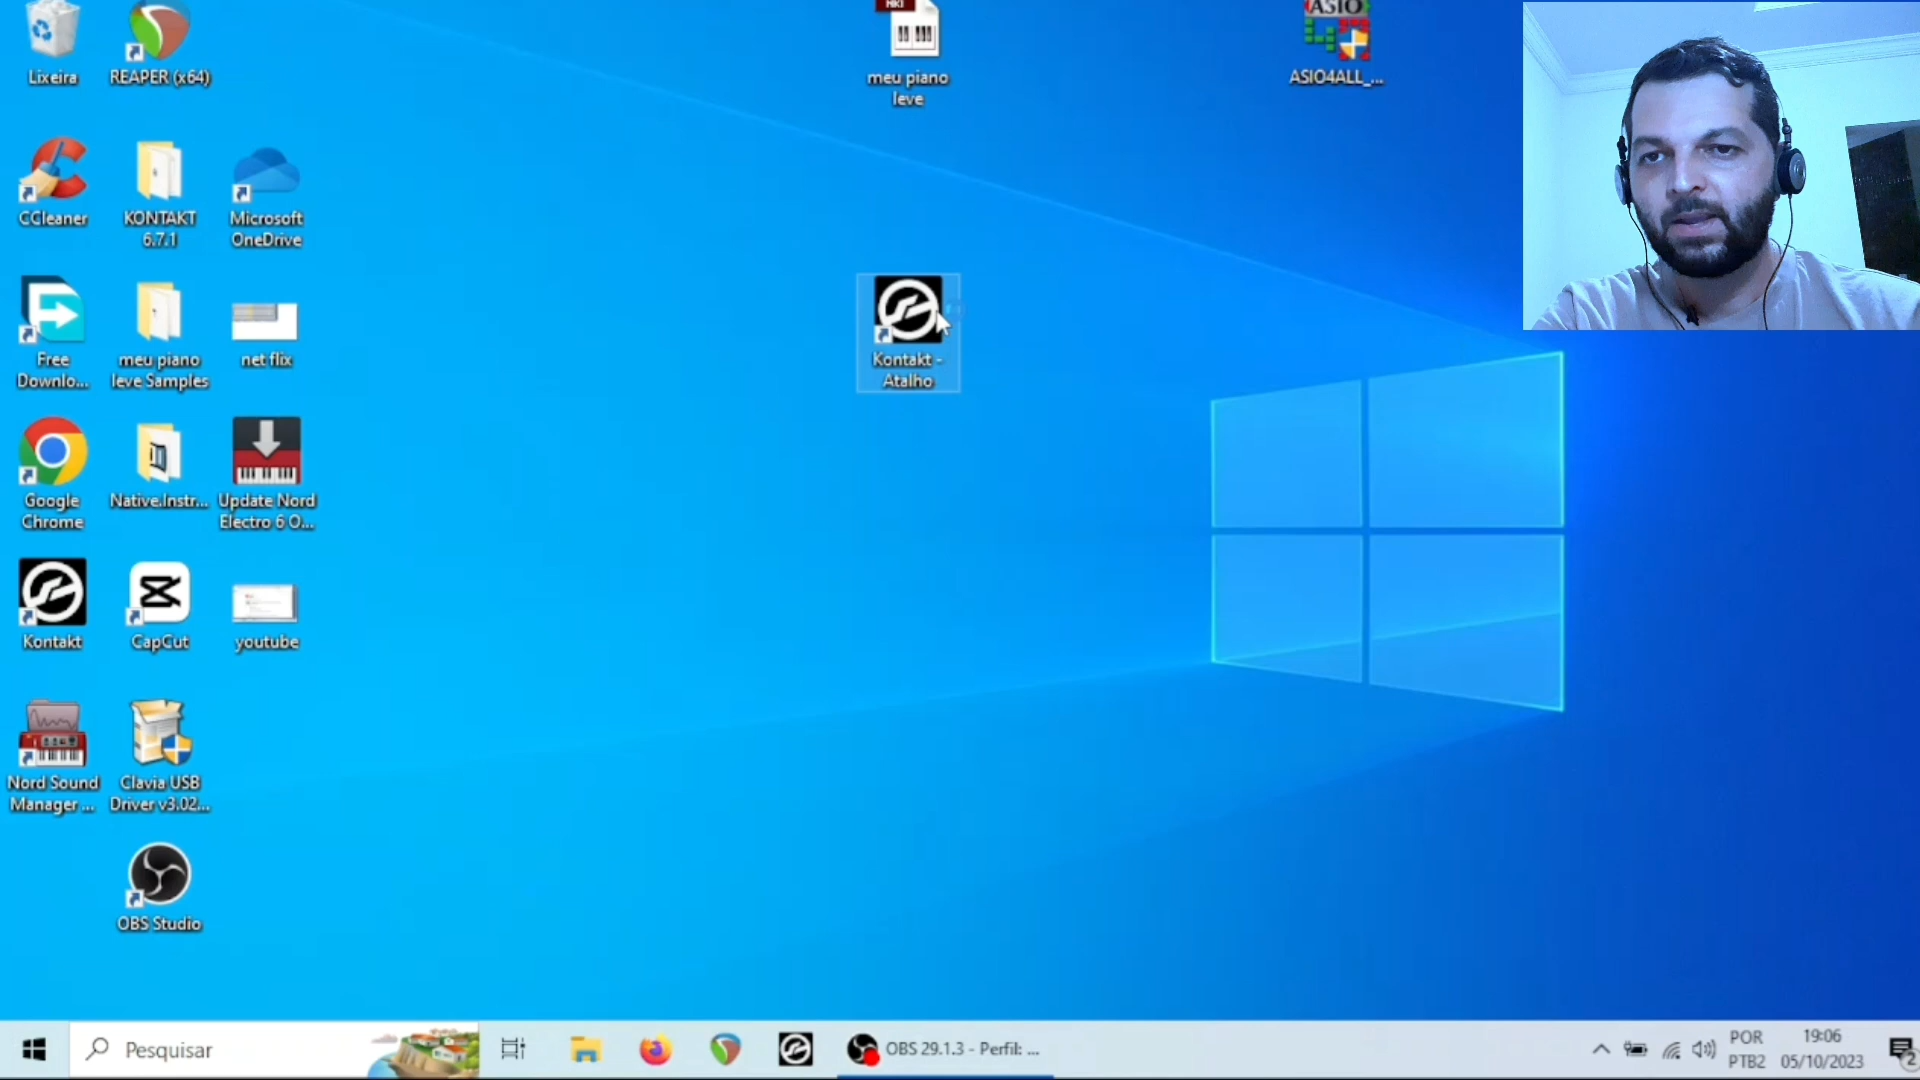 Lixeira
REAPER (x64)
NKI
meu piano
leve
ASIO
ASIO4ALL_...
CCleaner
KONTAKT
6.7.1
Microsoft
OneDrive
Free
Downlo...
meu piano
leve Samples
net flix
Kontakt -
Atalho
Google
Chrome
Native.Instr...
Update Nord
Electro 6 O...
Kontakt
CapCut
youtube
Nord Sound
Manager ...
Clavia USB
Driver v3.02...
OBS Studio
Pesquisar
OBS 29.1.3 - Perfil: ...
POR
PTB2
19:06
05/10/2023
2